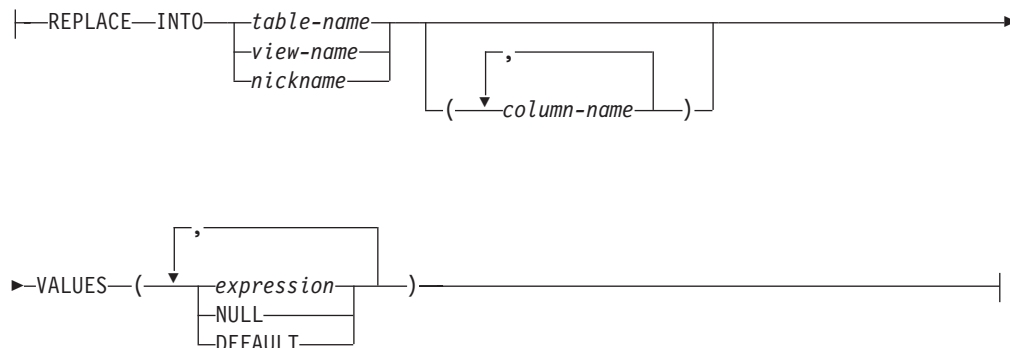 REPLACE INTO table-name
view-name
nickname
,
( column-name )
VALUES ( expression )
,
NULL
DEFAULT